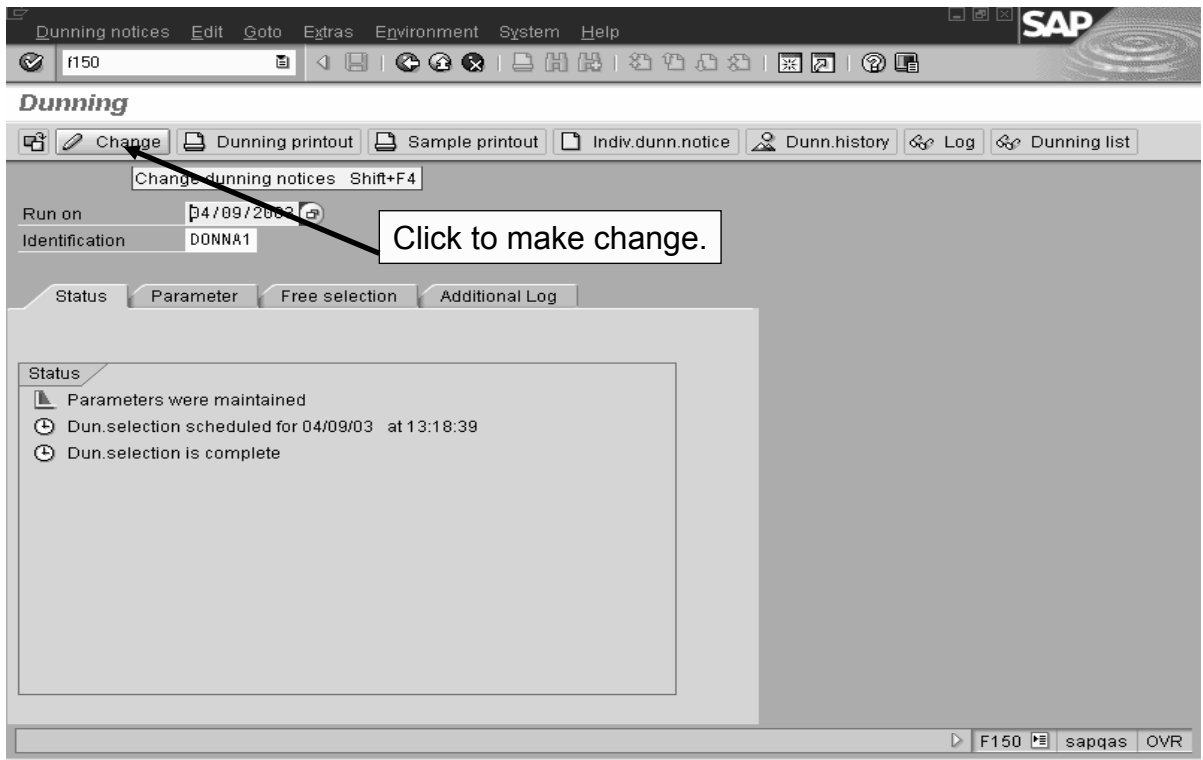 Dunning notices Edit Goto Extras Environment System Help
SAP
f150
Dunning
Change Dunning printout Sample printout Indiv.dunn.notice Dunn.history Log Dunning list
Change dunning notices Shift+F4
Run on 04/09/2003
Identification DONNA1
Click to make change.
Status Parameter Free selection Additional Log
Status
Parameters were maintained
Dun.selection scheduled for 04/09/03 at 13:18:39
Dun.selection is complete
F150 sapqas OVR